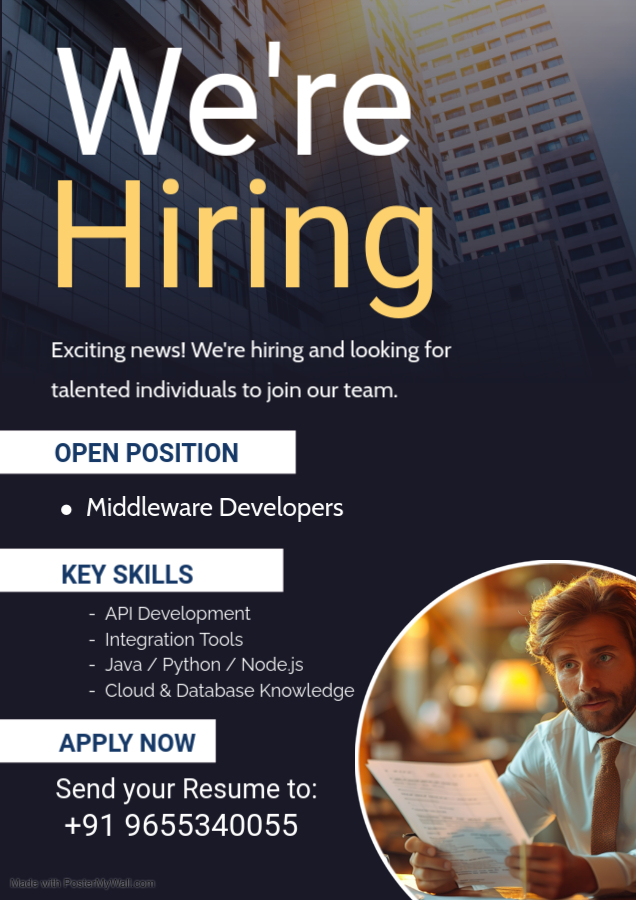 We're
Hiring
Exciting news! We're hiring and looking for
talented individuals to join our team.
OPEN POSITION
● Middleware Developers
KEY SKILLS
- API Development
- Integration Tools
- Java / Python / Node.js
- Cloud & Database Knowledge
APPLY NOW
Send your Resume to:
+91 9655340055
Made with PosterMyWall.com